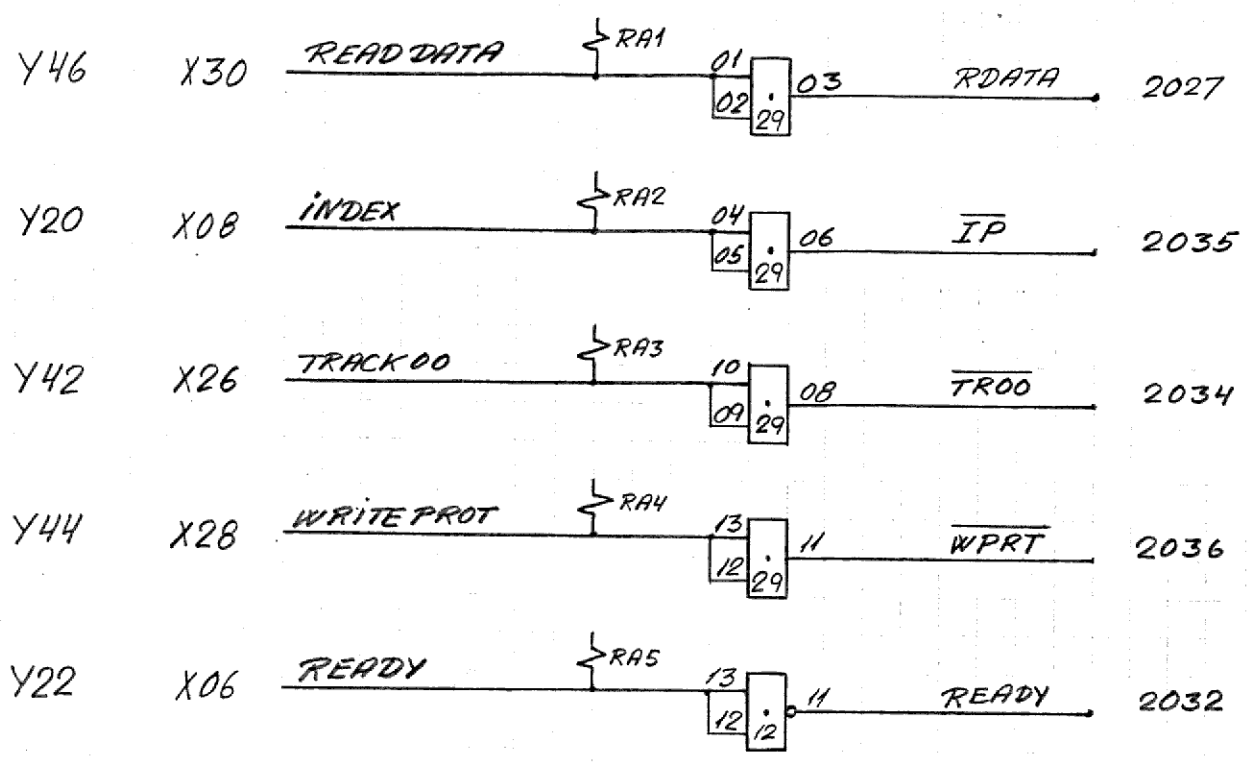 Y46 X30 READ DATA RA1 01 02 29 03 RDATA 2027
Y20 X08 iNDEX RA2 04 05 29 06 IP 2035
Y42 X26 TRACK 00 RA3 10 09 29 08 TR00 2034
Y44 X28 WRiTE PROT RA4 13 12 29 11 WPRT 2036
Y22 X06 READY RA5 13 12 12 11 READY 2032